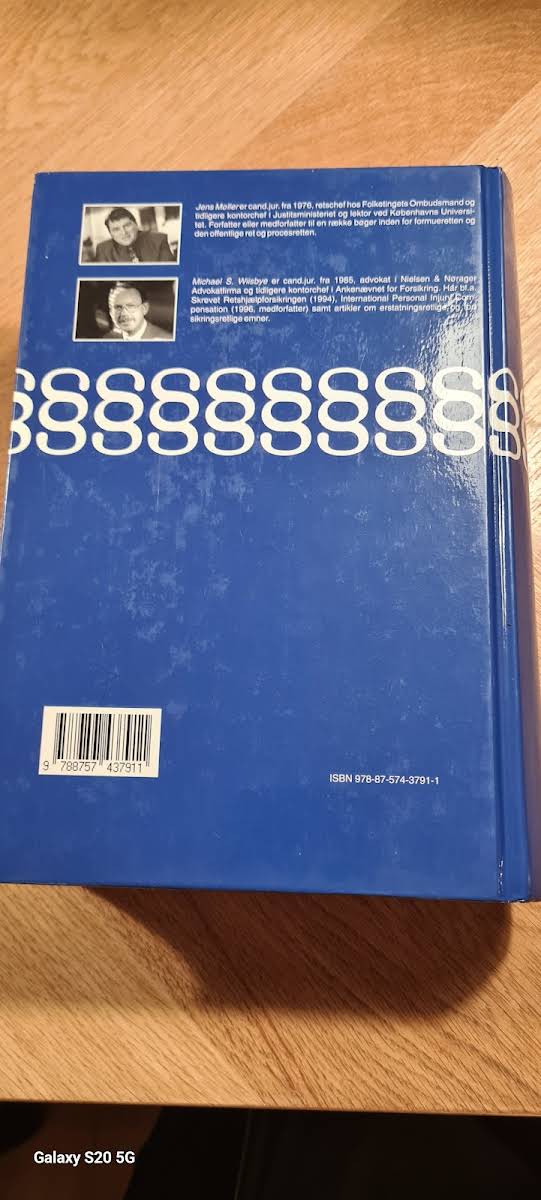 Jens Møller er cand.jur. fra 1976, retschef hos Folketingets Ombudsmand og
tidligere kontorchef i Justitsministeriet og lektor ved Københavns Universi-
tet. Forfatter eller medforfatter til en række bøger inden for formueretten og
den offentlige ret og procesretten.
Michael S. Wiisbye er cand.jur. fra 1985, advokat i Nielsen & Nørager
Advokatfirma og tidligere kontorchef i Ankenævnet for Forsikring. Har bl.a.
Skrevet Retshjælpforsikringen (1994), International Personal Injury Com-
pensation (1996, medforfatter) samt artikler om erstatningsretlige og
sikringsretlige emner.
§§§§§§§§§
9 788757 437911
ISBN 978-87-574-3791-1
Galaxy S20 5G